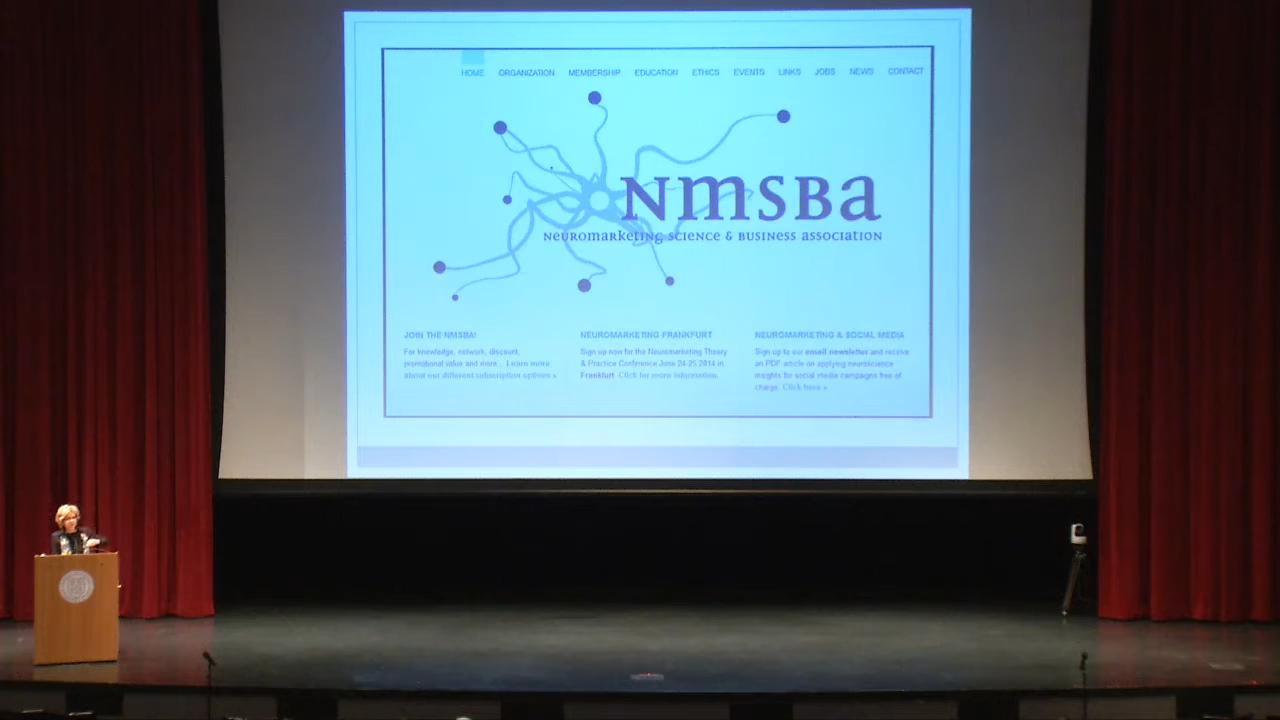 HOME ORGANIZATION MEMBERSHIP EDUCATION ETHICS EVENTS LINKS JOBS NEWS CONTACT
NMSBA
NEUROMARKETING SCIENCE & BUSINESS ASSOCIATION
JOIN THE NMSBA!
For knowledge, network, discount,
promotional value and more... Learn more
about our different subscription options »
NEUROMARKETING FRANKFURT
Sign up now for the Neuromarketing Theory
& Practice Conference June 24-25 2014 in
Frankfurt. Click for more information.
NEUROMARKETING & SOCIAL MEDIA
Sign up to our email newsletter and receive
an PDF article on applying neuroscience
insights for social media campaigns free of
charge. Click here »